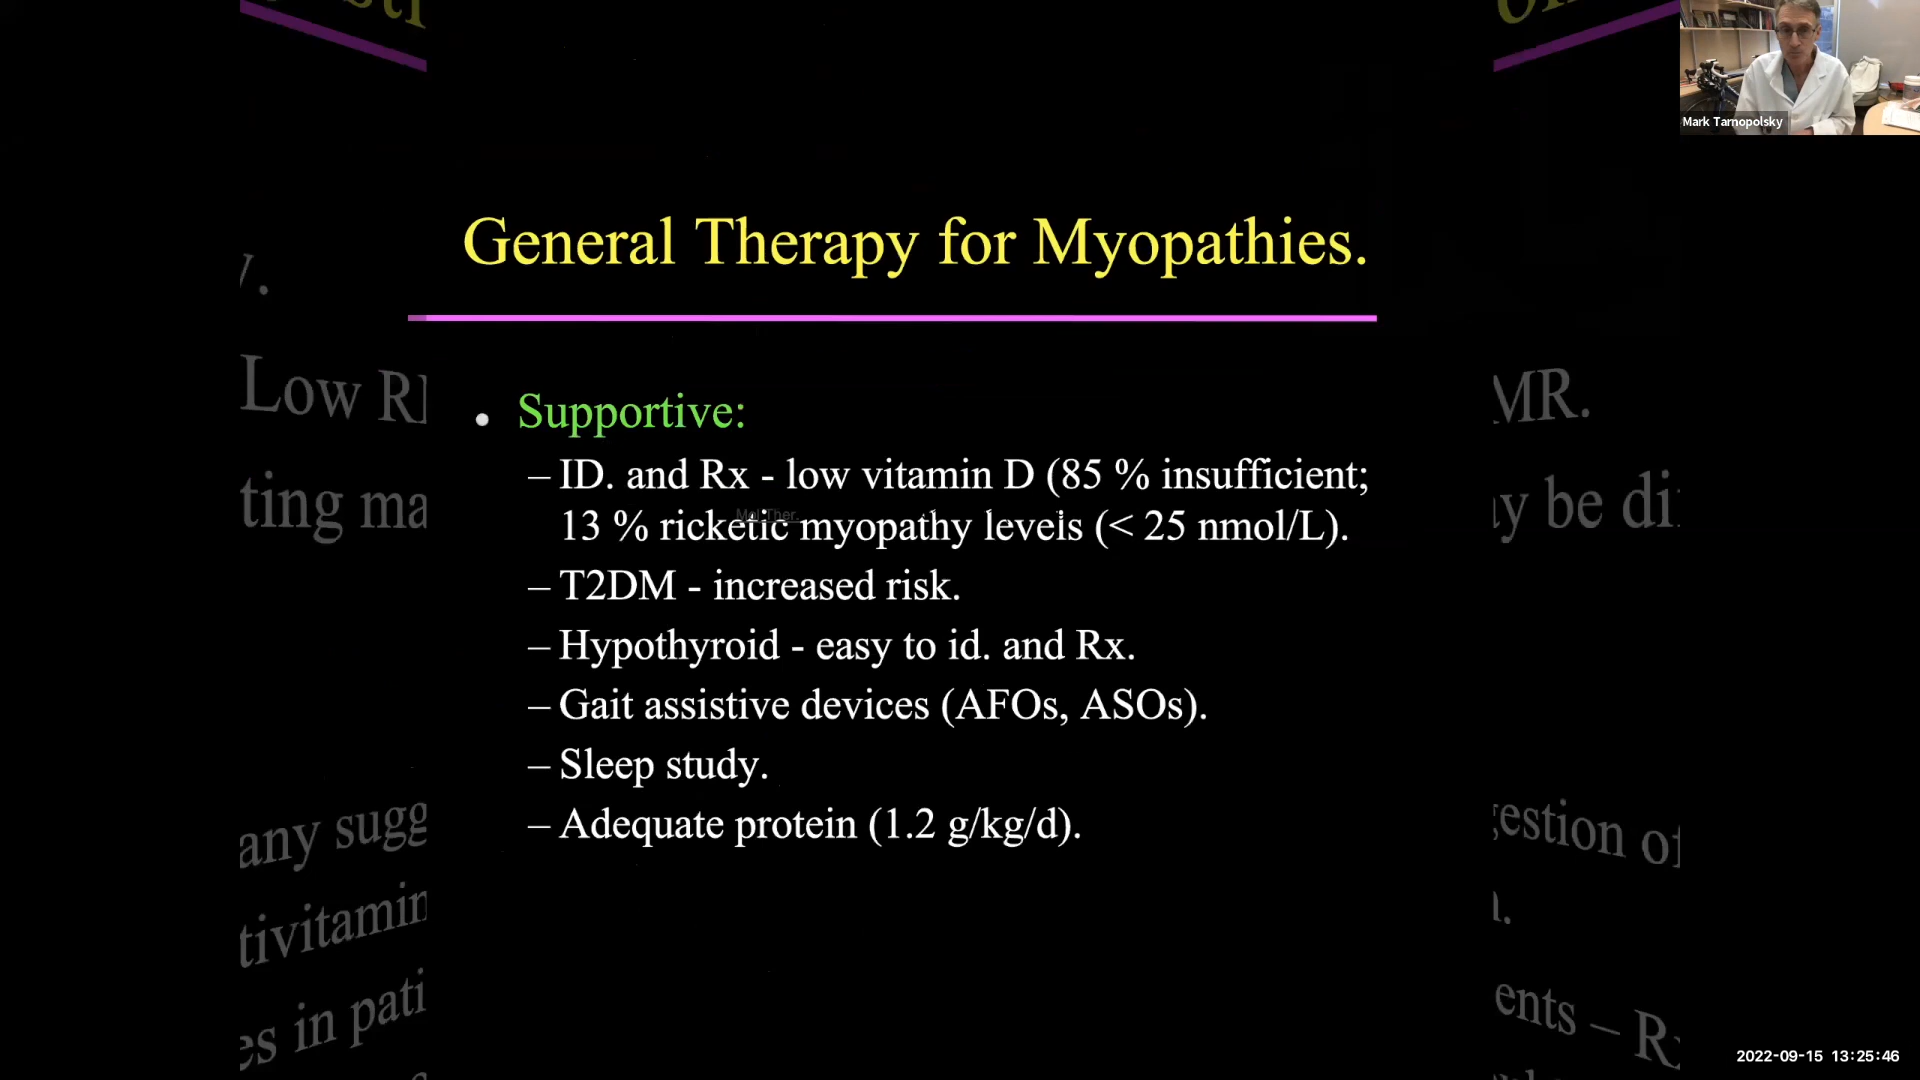 Mark Tarnopolsky
General Therapy for Myopathies.
• Supportive:
– ID. and Rx - low vitamin D (85 % insufficient;
13 % ricketic myopathy levels (< 25 nmol/L).
– T2DM - increased risk.
– Hypothyroid - easy to id. and Rx.
– Gait assistive devices (AFOs, ASOs).
– Sleep study.
– Adequate protein (1.2 g/kg/d).
Mol Ther.
Low
ting ma
MR.
y be di
any sugg
tivitamin
es in pati
gestion of
ents – R
2022-09-15 13:25:46